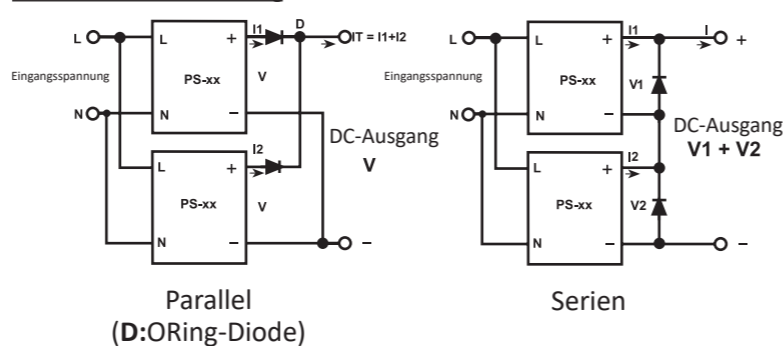 L
Eingangsspannung
N
L
N
PS-xx
+
−
I1
V
D
IT = I1+I2
L
N
PS-xx
+
−
I2
V
DC-Ausgang
V
−
Parallel
(D:ORing-Diode)
L
Eingangsspannung
N
L
N
PS-xx
+
−
I1
V1
I
+
L
N
PS-xx
+
−
I2
V2
DC-Ausgang
V1 + V2
−
Serien